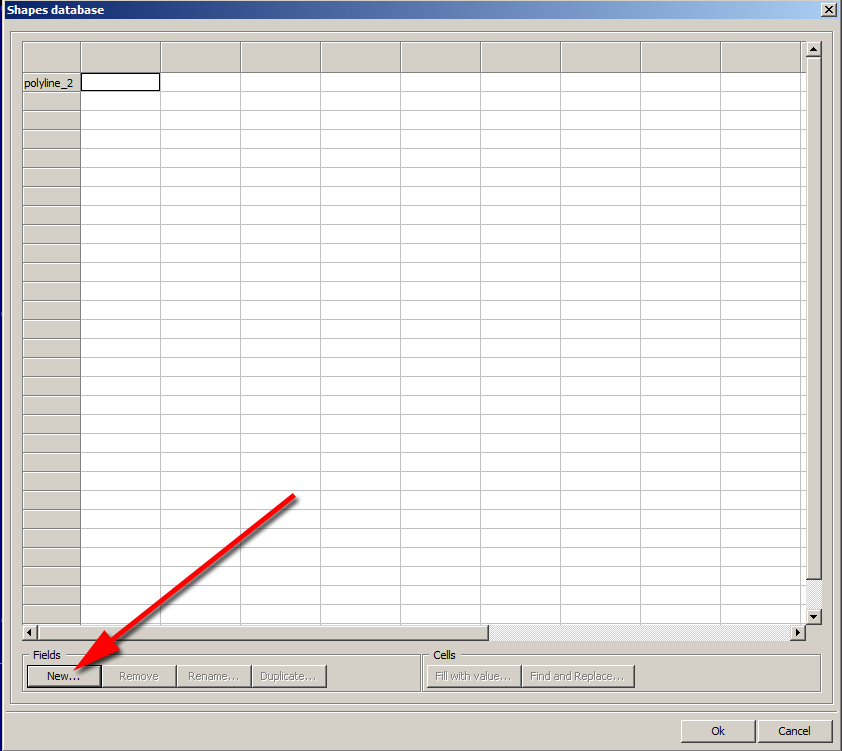 Shapes database
polyline_2
Fields
Cells
New... Remove Rename... Duplicate... Fill with value... Find and Replace...
Ok Cancel